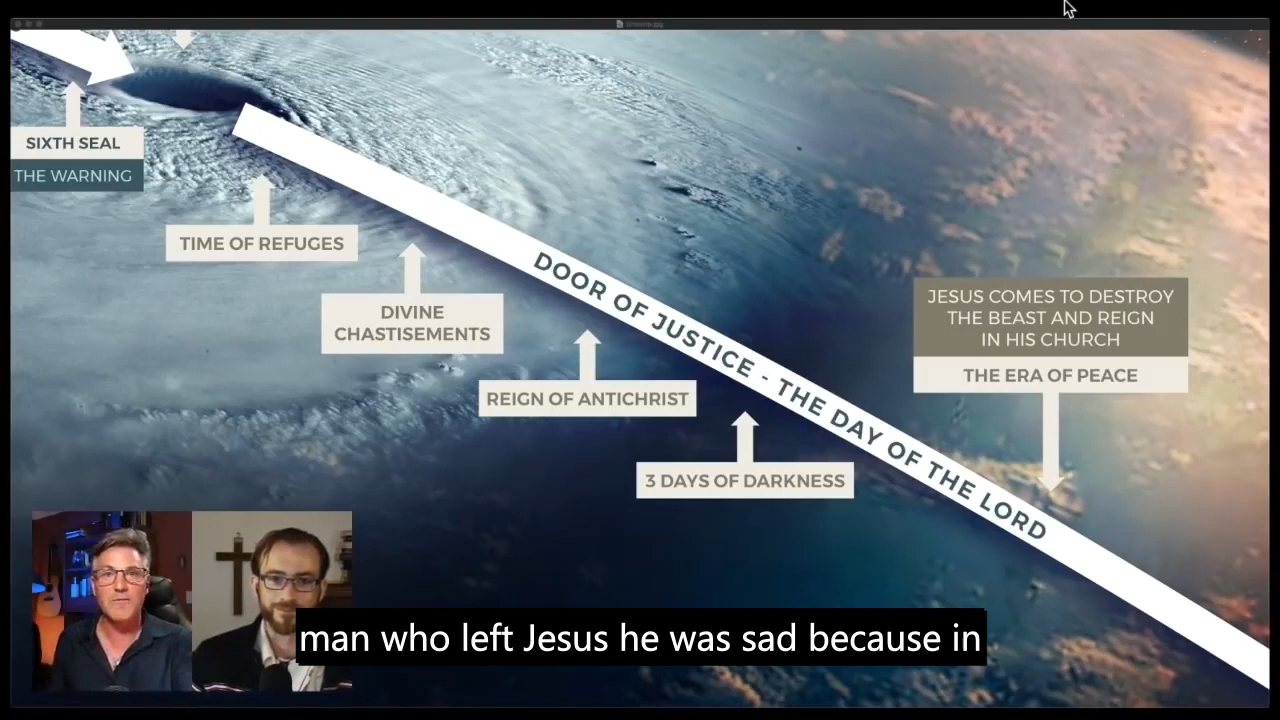 SIXTH SEAL
THE WARNING
TIME OF REFUGES
DIVINE
CHASTISEMENTS
REIGN OF ANTICHRIST
3 DAYS OF DARKNESS
DOOR OF JUSTICE - THE DAY OF THE LORD
JESUS COMES TO DESTROY
THE BEAST AND REIGN
IN HIS CHURCH
THE ERA OF PEACE
man who left Jesus he was sad because in